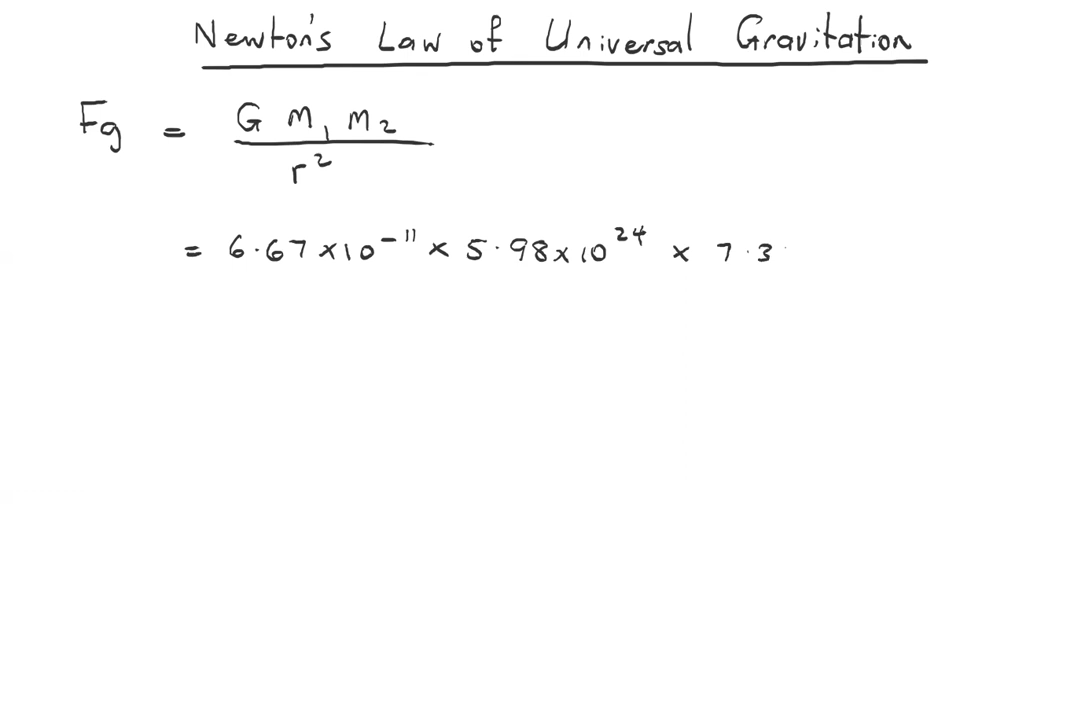 Newton's Law of Universal Gravitation
Fg = G m₁ m₂ / r²
= 6.67 × 10⁻¹¹ × 5.98 × 10²⁴ × 7.3